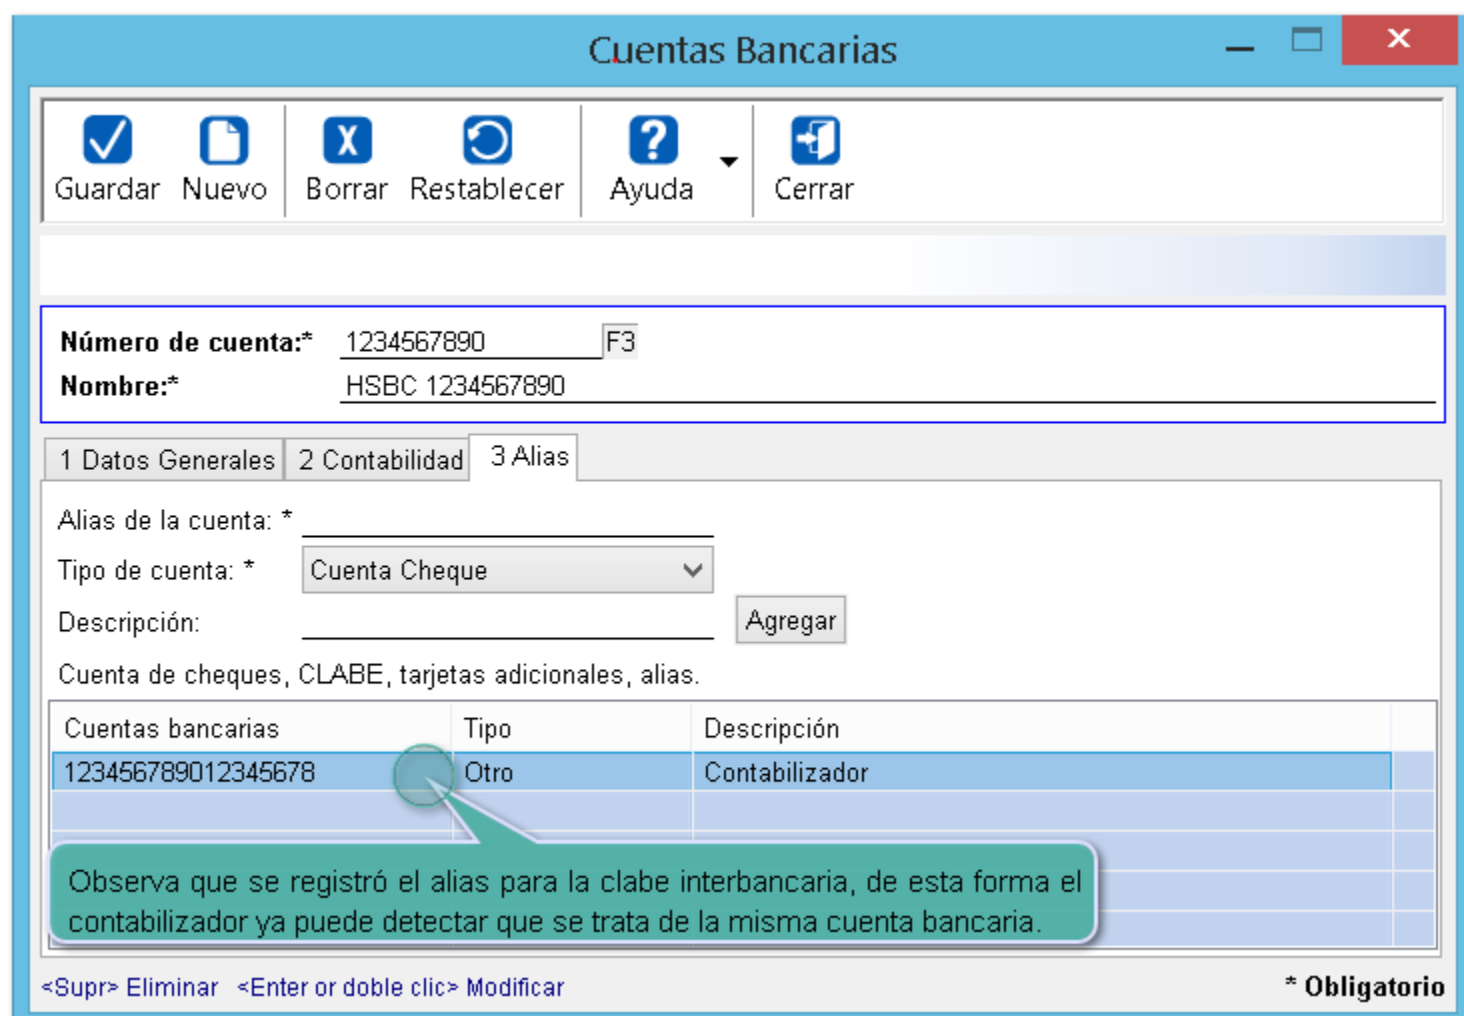 Cuentas Bancarias
Guardar Nuevo Borrar Restablecer Ayuda Cerrar
Número de cuenta:* 1234567890 F3
Nombre:* HSBC 1234567890
1 Datos Generales 2 Contabilidad 3 Alias
Alias de la cuenta: *
Tipo de cuenta: * Cuenta Cheque
Descripción: Agregar
Cuenta de cheques, CLABE, tarjetas adicionales, alias.
Cuentas bancarias Tipo Descripción
123456789012345678 Otro Contabilizador
Observa que se registró el alias para la clabe interbancaria, de esta forma el
contabilizador ya puede detectar que se trata de la misma cuenta bancaria.
<Supr> Eliminar <Enter or doble clic> Modificar * Obligatorio